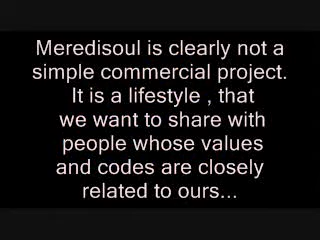 Meredisoul is clearly not a
simple commercial project.
It is a lifestyle , that
we want to share with
people whose values
and codes are closely
related to ours...